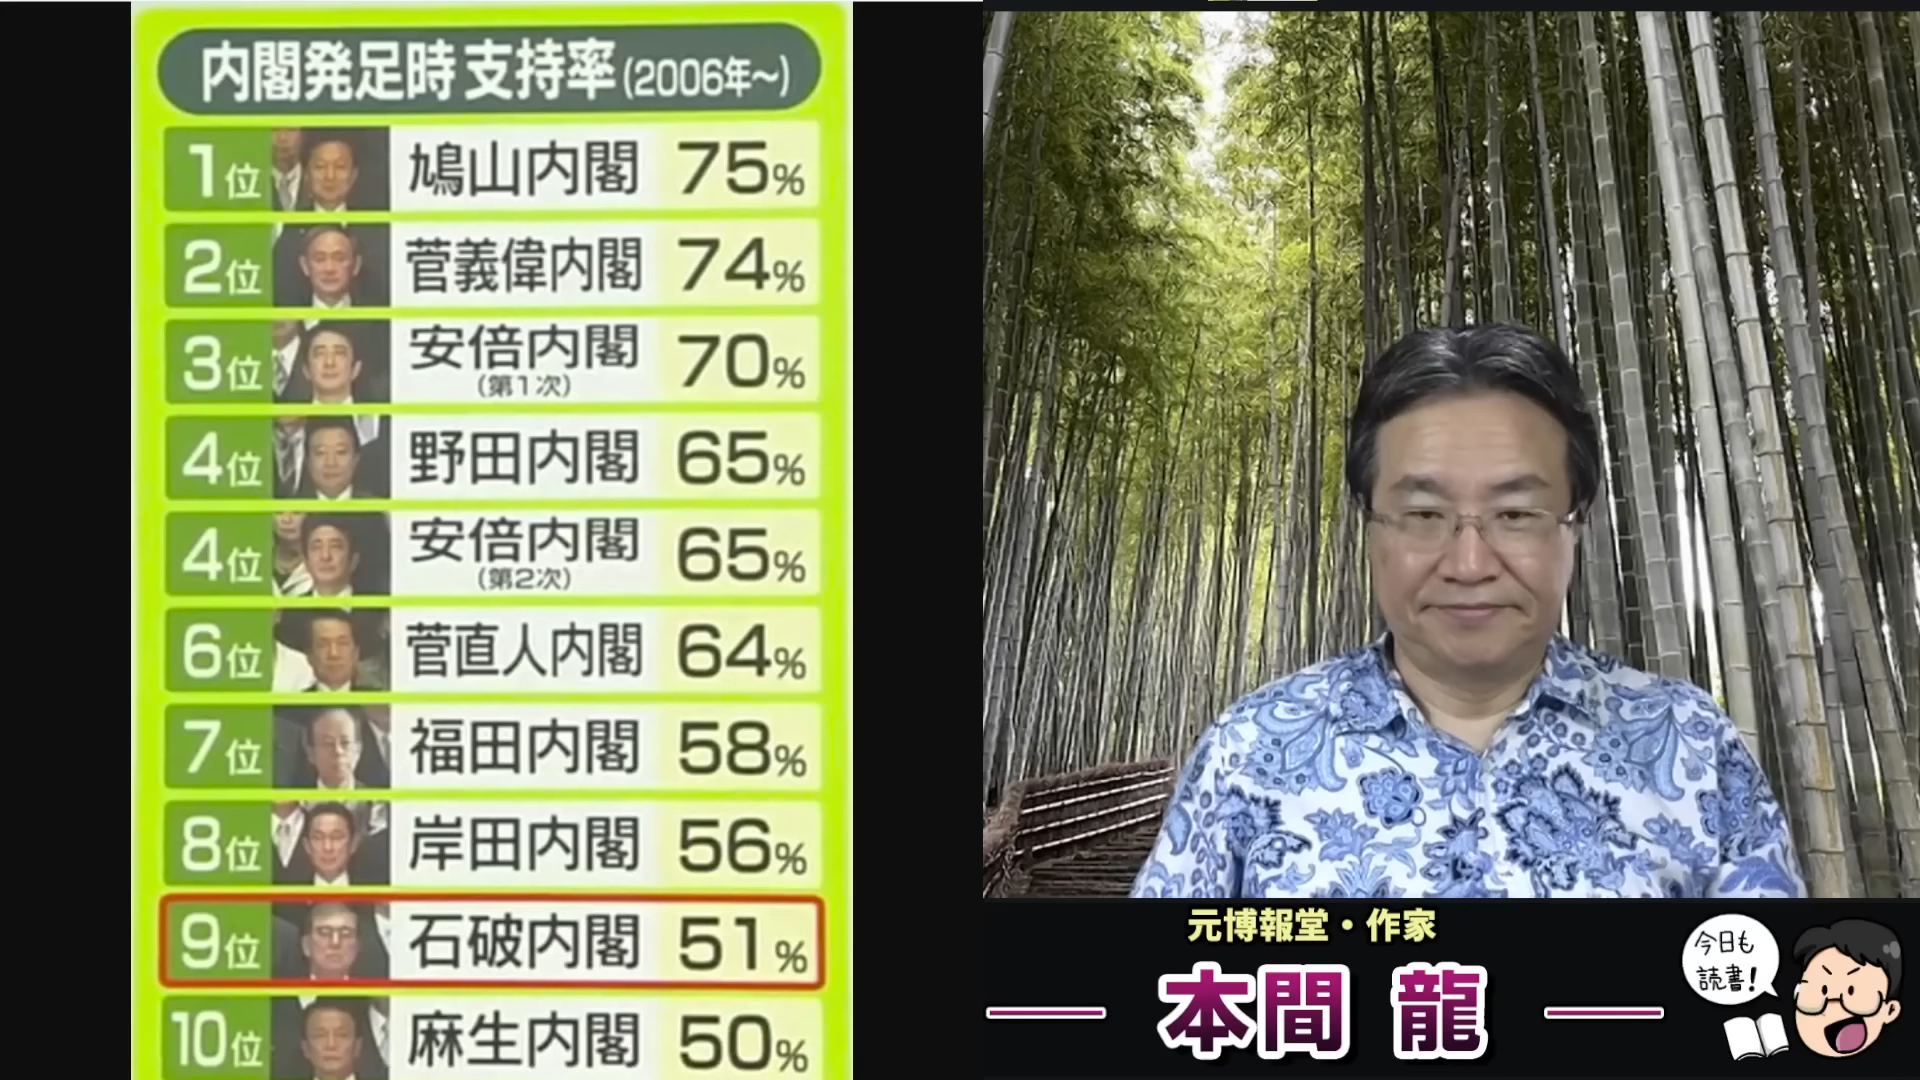 内閣発足時支持率(2006年～)
1位 鳩山内閣 75%
2位 菅義偉内閣 74%
3位 安倍内閣(第1次) 70%
4位 野田内閣 65%
4位 安倍内閣(第2次) 65%
6位 菅直人内閣 64%
7位 福田内閣 58%
8位 岸田内閣 56%
9位 石破内閣 51%
10位 麻生内閣 50%
元博報堂・作家
本間 龍
今日も
読書!